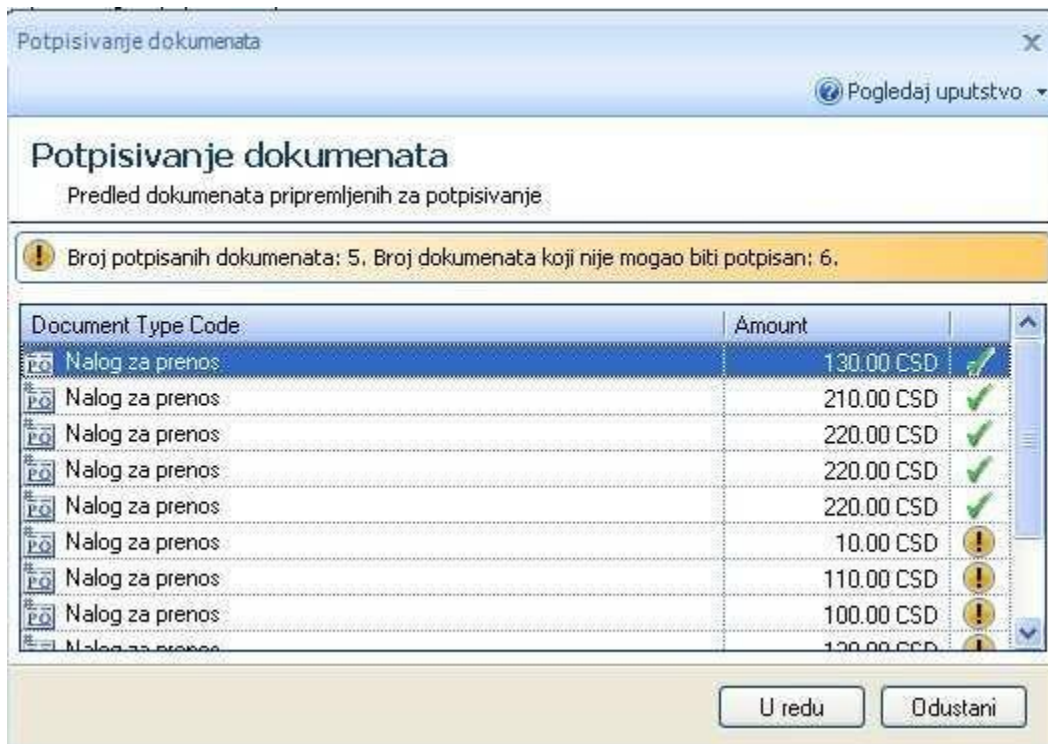 Potpisivanje dokumenata
Pogledaj uputstvo
Potpisivanje dokumenata
Predled dokumenata pripremljenih za potpisivanje
Broj potpisanih dokumenata: 5. Broj dokumenata koji nije mogao biti potpisan: 6.
Document Type Code Amount
Nalog za prenos 130.00 CSD
Nalog za prenos 210.00 CSD
Nalog za prenos 220.00 CSD
Nalog za prenos 220.00 CSD
Nalog za prenos 220.00 CSD
Nalog za prenos 10.00 CSD
Nalog za prenos 110.00 CSD
Nalog za prenos 100.00 CSD
Nalog za prenos
U redu Odustani